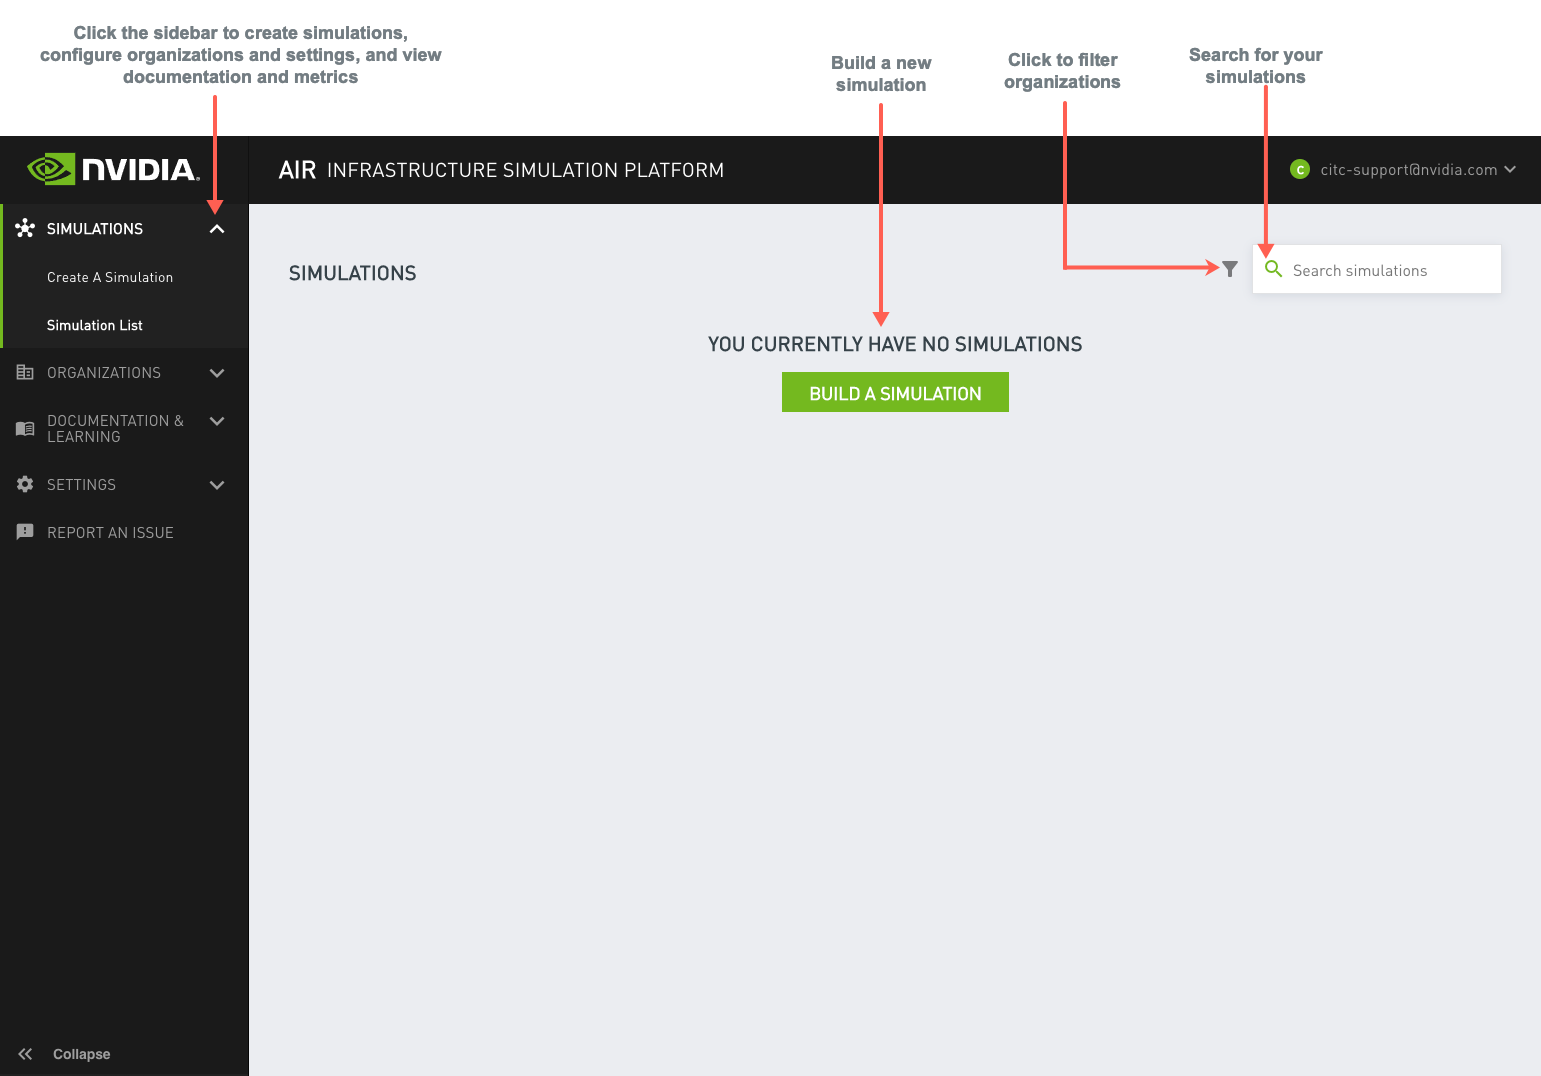 Click the sidebar to create simulations,
configure organizations and settings, and view
documentation and metrics
Build a new
simulation
Click to filter
organizations
Search for your
simulations
NVIDIA®
AIR INFRASTRUCTURE SIMULATION PLATFORM
C citc-support@nvidia.com
SIMULATIONS
Create A Simulation
Simulation List
ORGANIZATIONS
DOCUMENTATION &
LEARNING
SETTINGS
REPORT AN ISSUE
Collapse
SIMULATIONS
Search simulations
YOU CURRENTLY HAVE NO SIMULATIONS
BUILD A SIMULATION